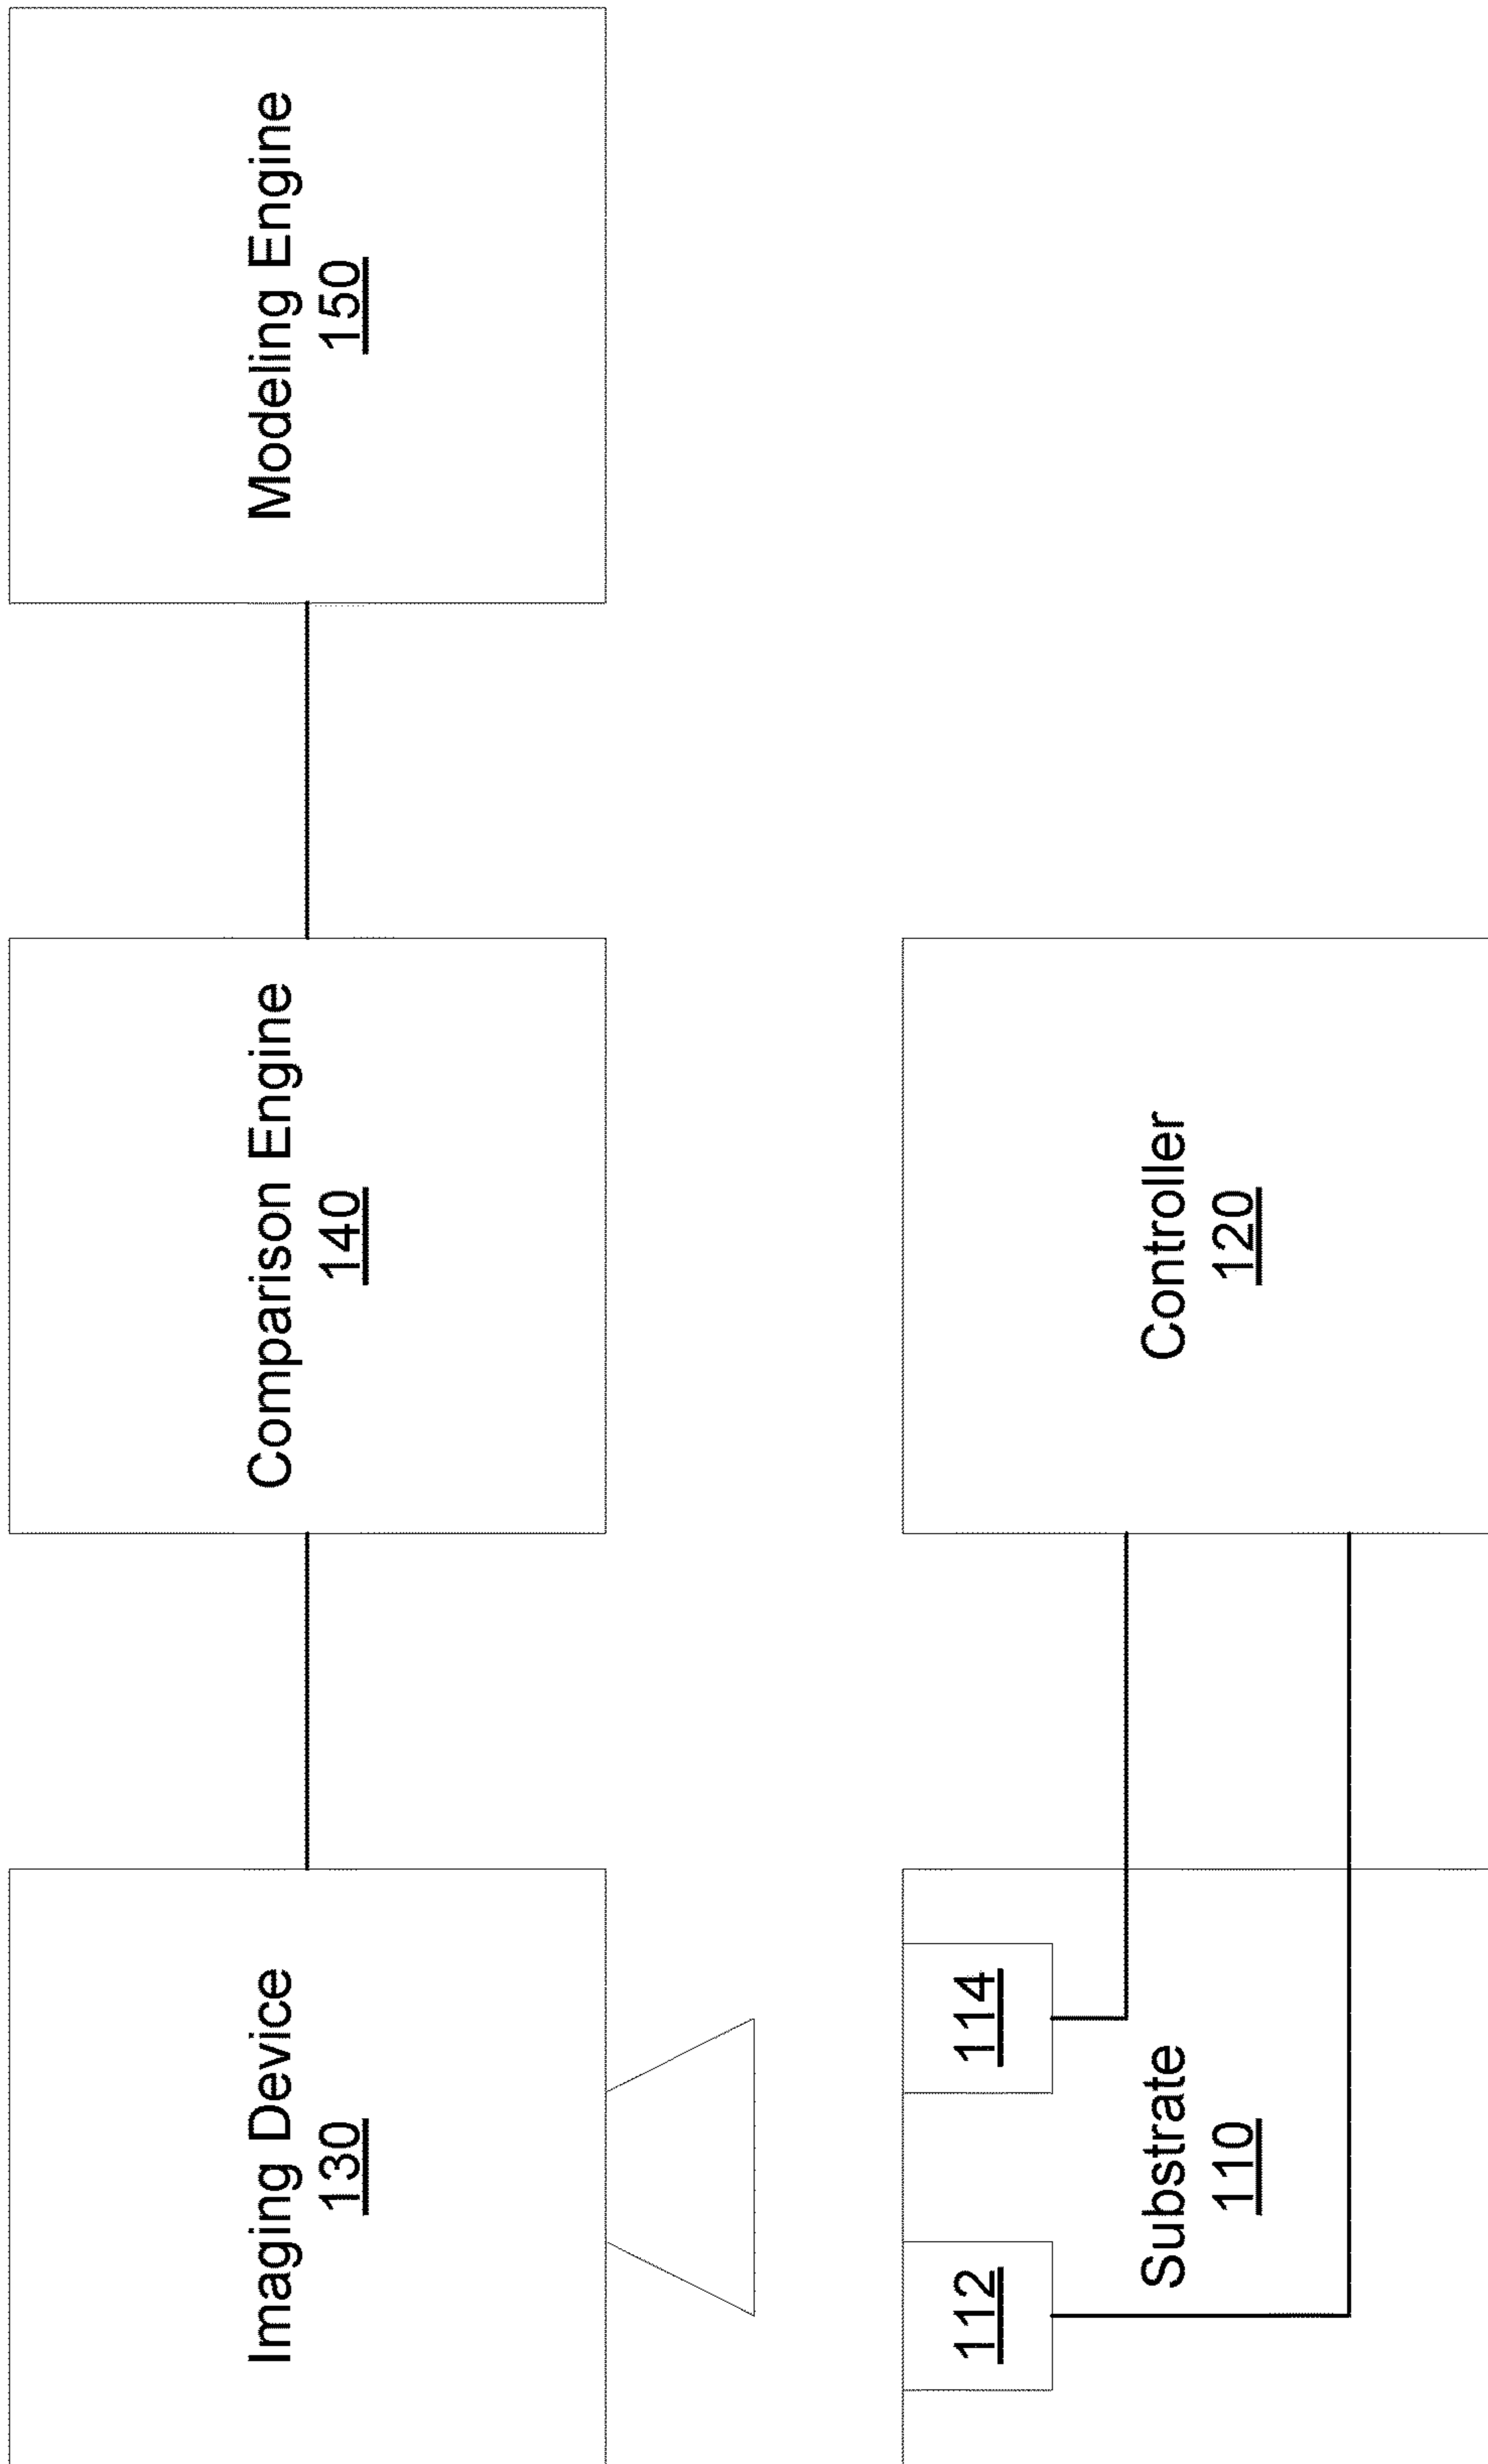 Imaging Device
130
Comparison Engine
140
Modeling Engine
150
112
114
Substrate
110
Controller
120